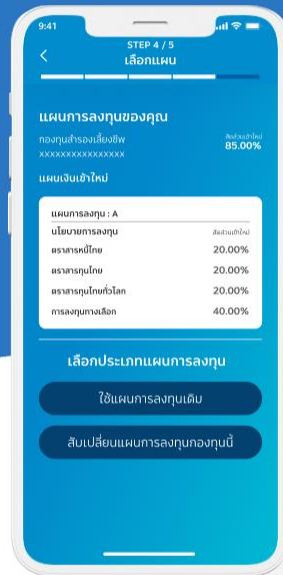 9:41
STEP 4 / 5
เลือกแผน
แผนการลงทุนของคุณ
กองทุนสำรองเลี้ยงชีพ
xxxxxxxxxxxxxxxx
สัดส่วนเข้าใหม่
85.00%
แผนเงินเข้าใหม่
แผนการลงทุน : A
นโยบายการลงทุน สัดส่วนเข้าใหม่
ตราสารหนี้ไทย 20.00%
ตราสารทุนไทย 20.00%
ตราสารทุนไทยทั่วโลก 20.00%
การลงทุนทางเลือก 40.00%
เลือกประเภทแผนการลงทุน
ใช้แผนการลงทุนเดิม
สับเปลี่ยนแผนการลงทุนกองทุนนี้